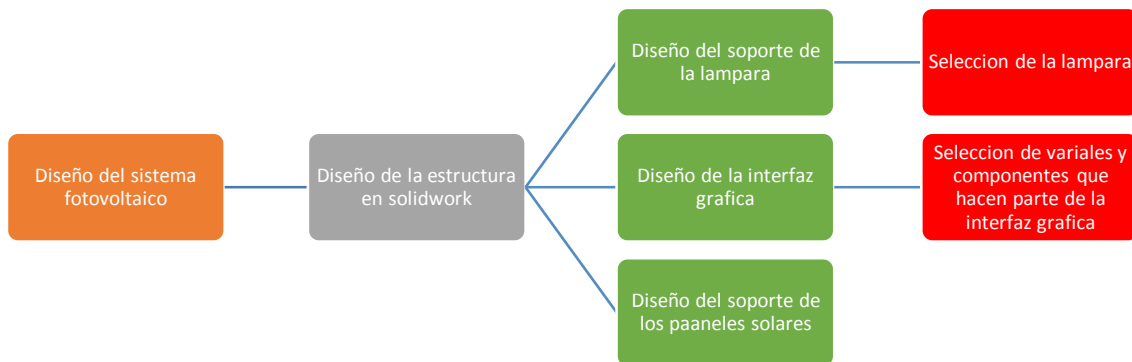 Diseño del sistema
fotovoltaico
Diseño de la estructura
en solidwork
Diseño del soporte de
la lampara
Seleccion de la lampara
Diseño de la interfaz
grafica
Seleccion de variales y
componentes que
hacen parte de la
interfaz grafica
Diseño del soporte de
los paaneles solares